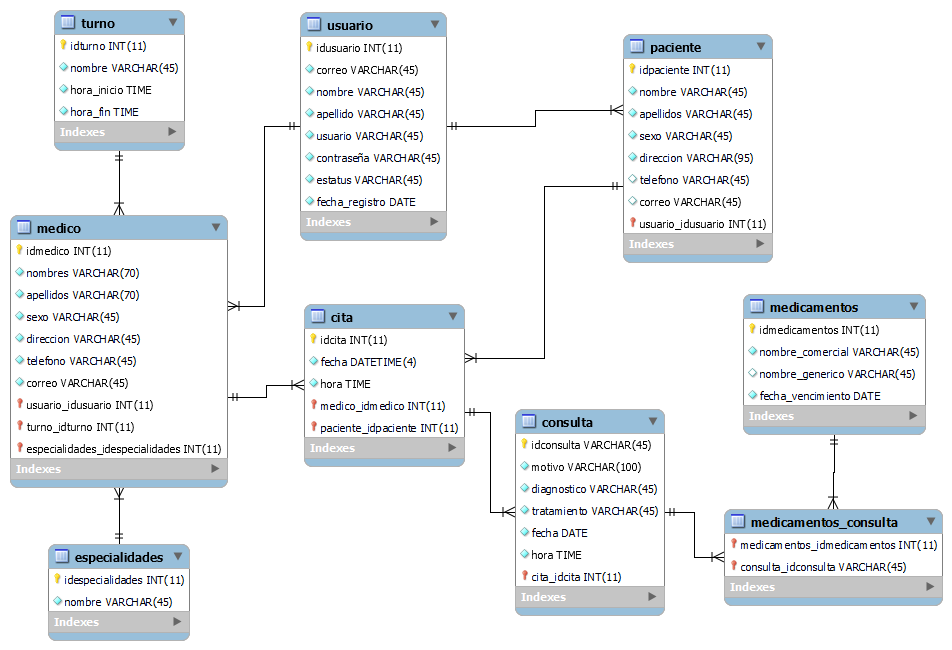 turno
idturno INT(11)
nombre VARCHAR(45)
hora_inicio TIME
hora_fin TIME
Indexes
usuario
idusuario INT(11)
correo VARCHAR(45)
nombre VARCHAR(45)
apellido VARCHAR(45)
usuario VARCHAR(45)
contraseña VARCHAR(45)
estatus VARCHAR(45)
fecha_registro DATE
Indexes
paciente
idpaciente INT(11)
nombre VARCHAR(45)
apellidos VARCHAR(45)
sexo VARCHAR(45)
direccion VARCHAR(95)
telefono VARCHAR(45)
correo VARCHAR(45)
usuario_idusuario INT(11)
Indexes
medico
idmedico INT(11)
nombres VARCHAR(70)
apellidos VARCHAR(70)
sexo VARCHAR(45)
direccion VARCHAR(45)
telefono VARCHAR(45)
correo VARCHAR(45)
usuario_idusuario INT(11)
turno_idturno INT(11)
especialidades_idespecialidades INT(11)
Indexes
cita
idcita INT(11)
fecha DATETIME(4)
hora TIME
medico_idmedico INT(11)
paciente_idpaciente INT(11)
Indexes
medicamentos
idmedicamentos INT(11)
nombre_comercial VARCHAR(45)
nombre_generico VARCHAR(45)
fecha_vencimiento DATE
Indexes
consulta
idconsulta VARCHAR(45)
motivo VARCHAR(100)
diagnostico VARCHAR(45)
tratamiento VARCHAR(45)
fecha DATE
hora TIME
cita_idcita INT(11)
Indexes
medicamentos_consulta
medicamentos_idmedicamentos INT(11)
consulta_idconsulta VARCHAR(45)
Indexes
especialidades
idespecialidades INT(11)
nombre VARCHAR(45)
Indexes